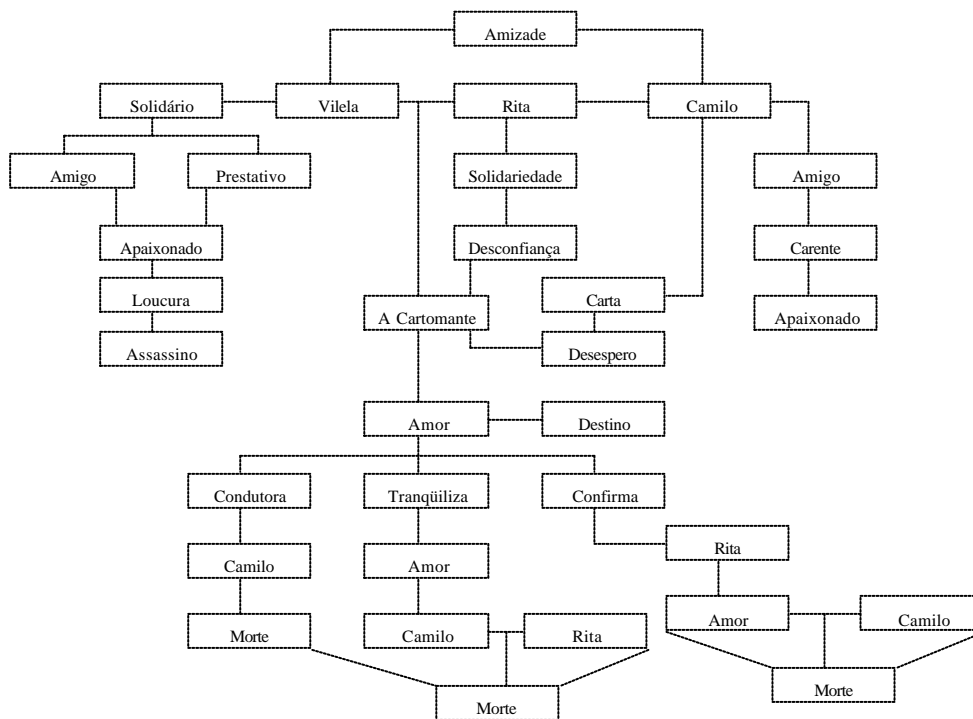 Amizade
Solidário
Vilela
Rita
Camilo
Amigo
Prestativo
Solidariedade
Amigo
Apaixonado
Desconfiança
Carente
Loucura
A Cartomante
Carta
Apaixonado
Assassino
Desespero
Amor
Destino
Condutora
Tranqüiliza
Confirma
Rita
Camilo
Amor
Amor
Camilo
Morte
Camilo
Rita
Morte
Morte